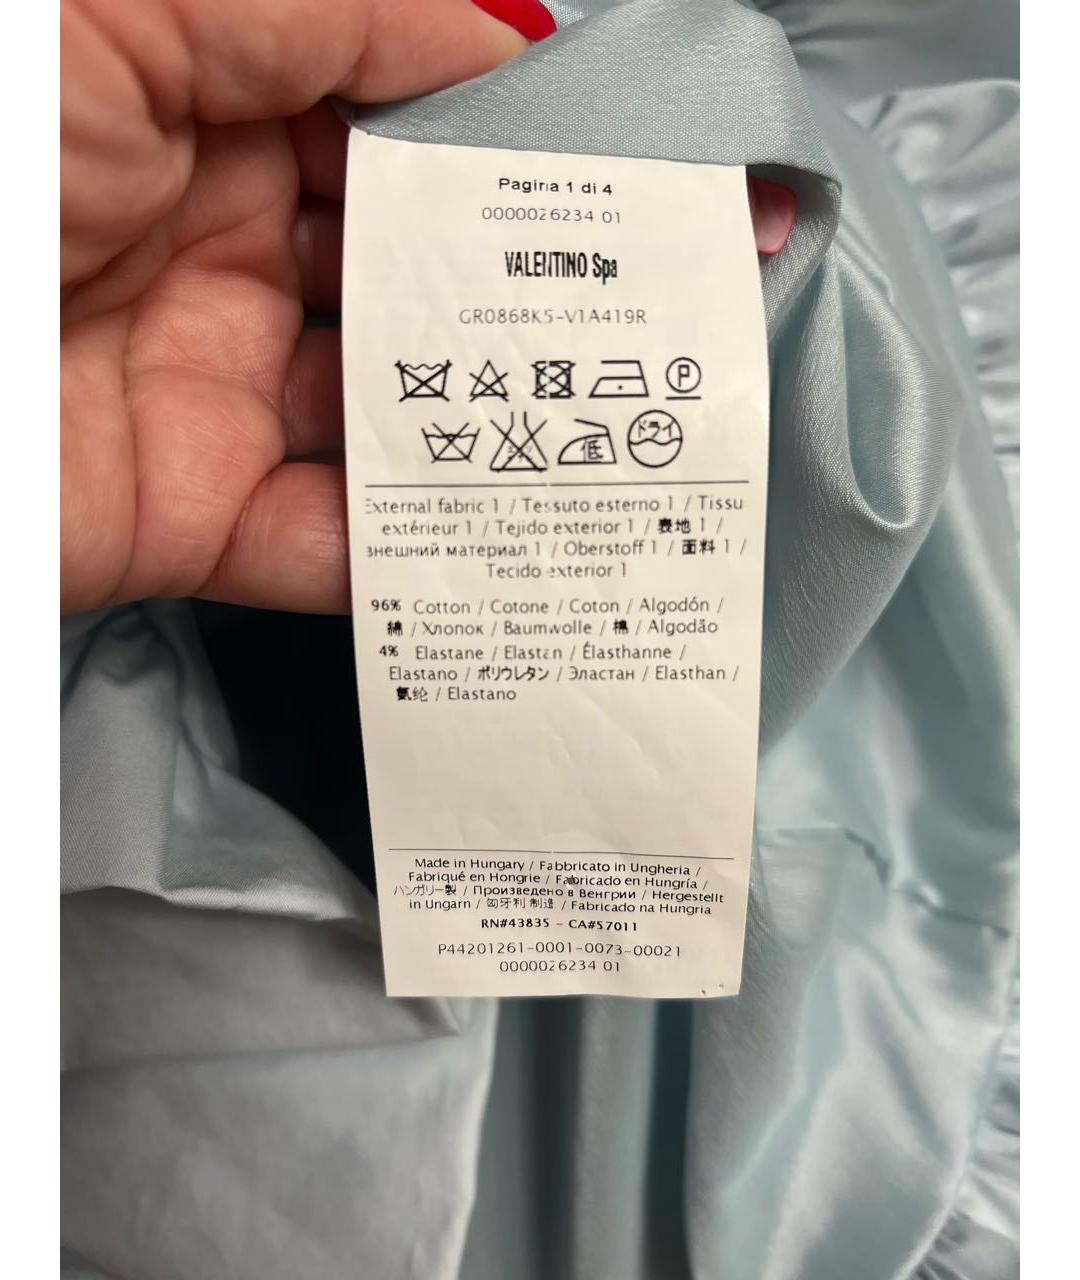 Pagina 1 di 4
0000026234 01
VALENTINO Spa
GR0868K5-V1A419R
P
低 ドライ
External fabric 1 / Tessuto esterno 1 / Tissu
extérieur 1 / Tejido exterior 1 / 表地 1 /
внешний материал 1 / Oberstoff 1 / 面料 1 /
Tecido exterior 1
96% Cotton / Cotone / Coton / Algodón /
綿 / Хлопок / Baumwolle / 棉 / Algodão
4% Elastane / Elastan / Élasthanne /
Elastano / ポリウレタン / Эластан / Elasthan /
氨纶 / Elastano
Made in Hungary / Fabbricato in Ungheria /
Fabriqué en Hongrie / Fabricado en Hungría /
ハンガリー製 / Произведено в Венгрии / Hergestellt
in Ungarn / 匈牙利 制造 / Fabricado na Hungria
RN#43835 - CA#57011
P44201261-0001-0073-00021
0000026234 01